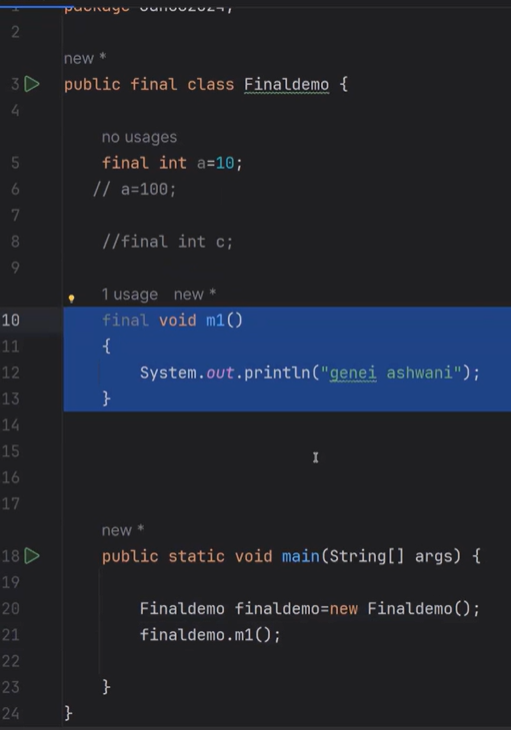 package
2
new *
3 public final class Finaldemo {
4
no usages
5 final int a=10;
6 // a=100;
7
8 //final int c;
9
1 usage new *
10 final void m1()
11 {
12 System.out.println("genei ashwani");
13 }
14
15
16
17
new *
18 public static void main(String[] args) {
19
20 Finaldemo finaldemo=new Finaldemo();
21 finaldemo.m1();
22
23 }
24 }